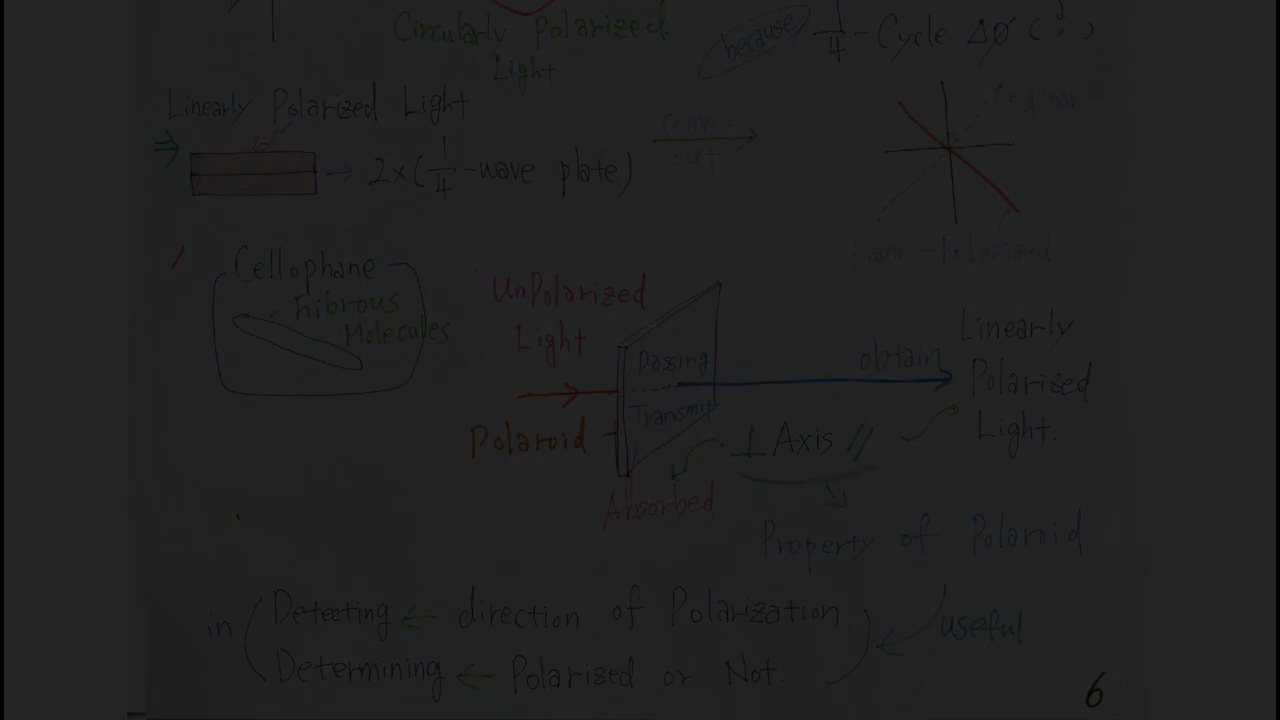 Circularly Polarized
Light
because 1/4-Cycle Δφ (?)
Linearly Polarized Light
⇒ → 2×(1/4-wave plate)
come
out
original
Plane-Polarized
Cellophane
Fibrous
Molecules
UnPolarized
Light
Passing
Transmit
obtain
Linearly
Polarized
Light.
Polaroid
⊥ Axis //
Absorbed
Property of Polaroid
in (Detecting ← direction of Polarization.
Determining ← Polarized or Not.)
useful
6